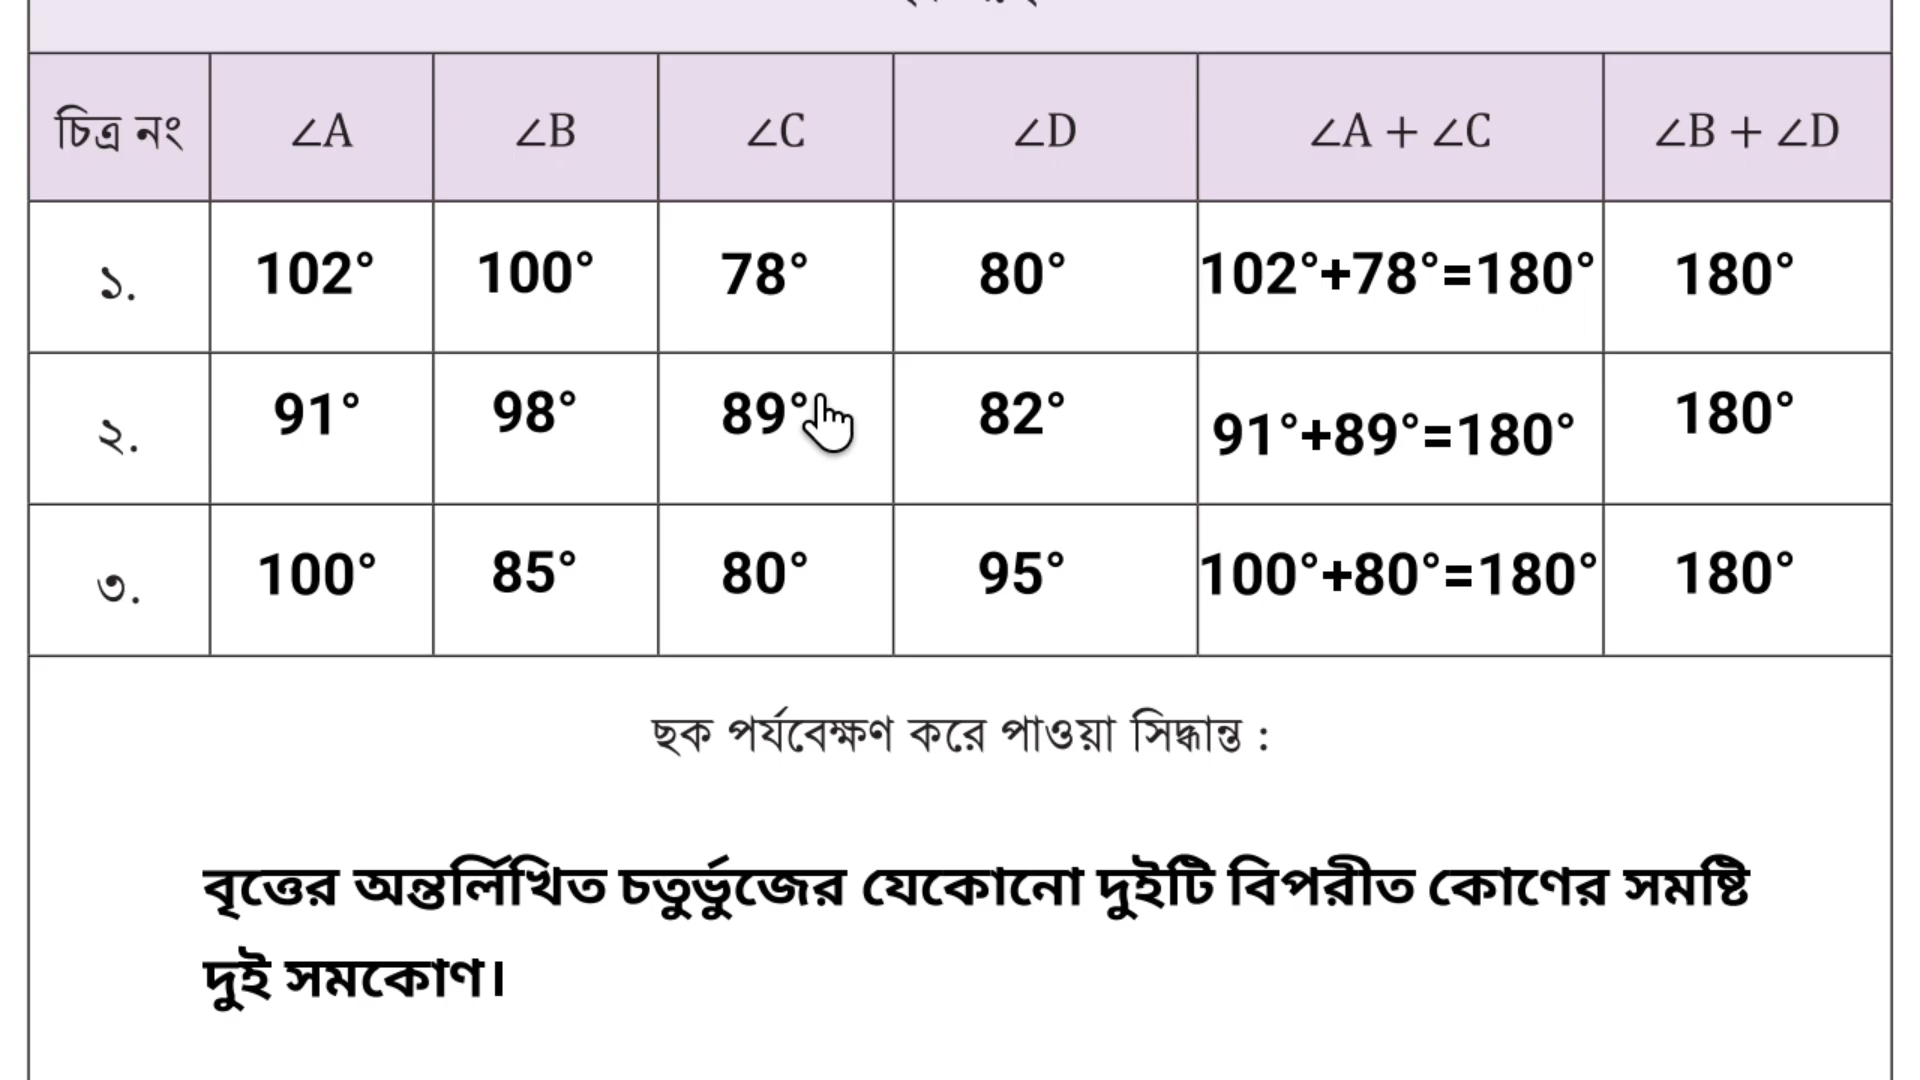 চিত্র নং ∠A ∠B ∠C ∠D ∠A + ∠C ∠B + ∠D
১. 102° 100° 78° 80° 102°+78°=180° 180°
২. 91° 98° 89° 82° 91°+89°=180° 180°
৩. 100° 85° 80° 95° 100°+80°=180° 180°
ছক পর্যবেক্ষণ করে পাওয়া সিদ্ধান্ত :
বৃত্তের অন্তর্লিখিত চতুর্ভুজের যেকোনো দুইটি বিপরীত কোণের সমষ্টি
দুই সমকোণ।